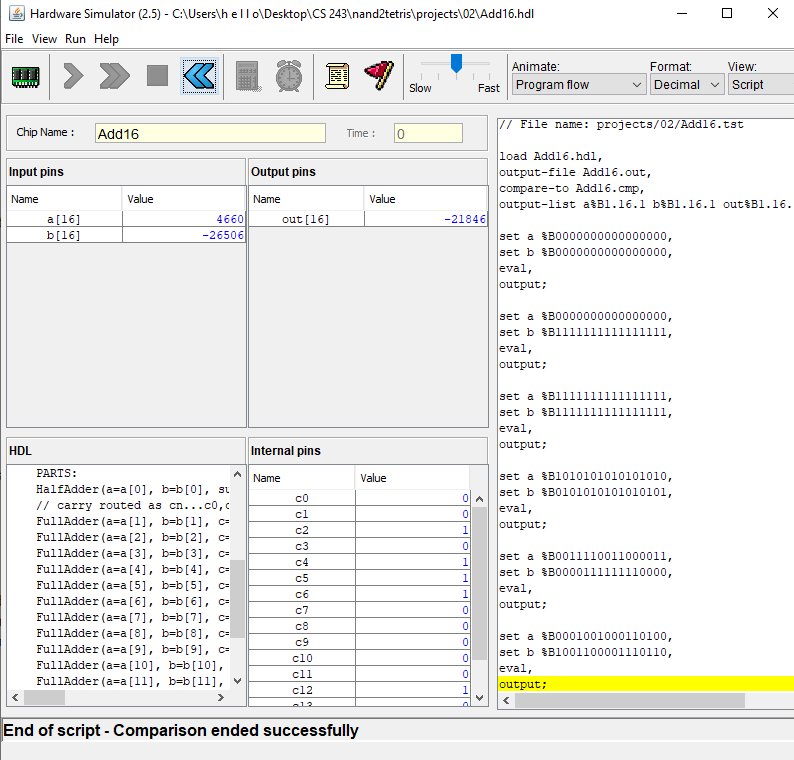 Hardware Simulator (2.5) - C:\Users\h e l l o\Desktop\CS 243\nand2tetris\projects\02\Add16.hdl
File View Run Help
Slow Fast
Animate:
Program flow
Format:
Decimal
View:
Script
Chip Name : Add16 Time : 0
Input pins
Name Value
a[16] 4660
b[16] -26506
Output pins
Name Value
out[16] -21846
HDL
PARTS:
HalfAdder(a=a[0], b=b[0], su
// carry routed as cn...c0,c
FullAdder(a=a[1], b=b[1], c=
FullAdder(a=a[2], b=b[2], c=
FullAdder(a=a[3], b=b[3], c=
FullAdder(a=a[4], b=b[4], c=
FullAdder(a=a[5], b=b[5], c=
FullAdder(a=a[6], b=b[6], c=
FullAdder(a=a[7], b=b[7], c=
FullAdder(a=a[8], b=b[8], c=
FullAdder(a=a[9], b=b[9], c=
FullAdder(a=a[10], b=b[10],
FullAdder(a=a[11], b=b[11],
Internal pins
Name Value
c0 0
c1 0
c2 1
c3 0
c4 1
c5 1
c6 1
c7 0
c8 0
c9 0
c10 0
c11 0
c12 1
c13 0
// File name: projects/02/Add16.tst
load Add16.hdl,
output-file Add16.out,
compare-to Add16.cmp,
output-list a%B1.16.1 b%B1.16.1 out%B1.16.
set a %B0000000000000000,
set b %B0000000000000000,
eval,
output;
set a %B0000000000000000,
set b %B1111111111111111,
eval,
output;
set a %B1111111111111111,
set b %B1111111111111111,
eval,
output;
set a %B1010101010101010,
set b %B0101010101010101,
eval,
output;
set a %B0011110011000011,
set b %B0000111111110000,
eval,
output;
set a %B0001001000110100,
set b %B1001100001110110,
eval,
output;
End of script - Comparison ended successfully